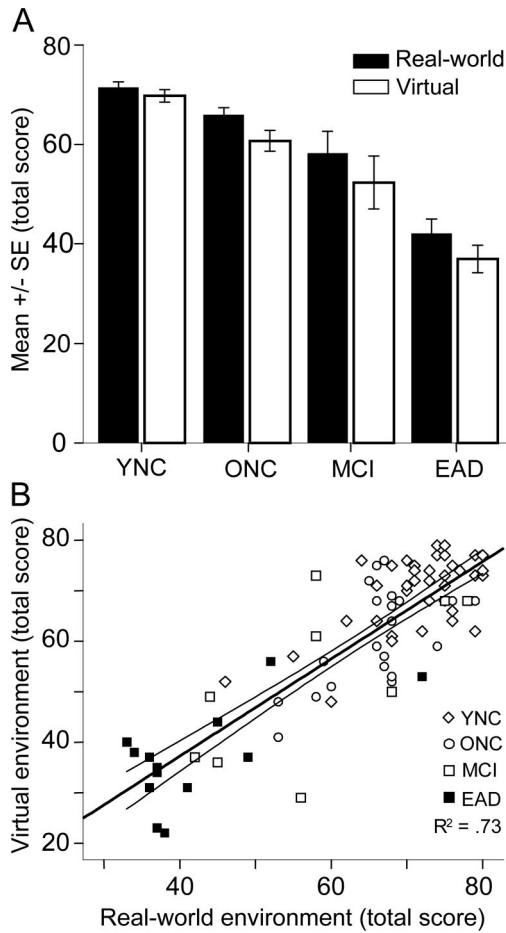 A
Mean +/- SE (total score)
80
60
40
20
0
Real-world
Virtual
YNC ONC MCI EAD
B
Virtual environment (total score)
80
60
40
20
YNC
ONC
MCI
EAD
R² = .73
40 60 80
Real-world environment (total score)